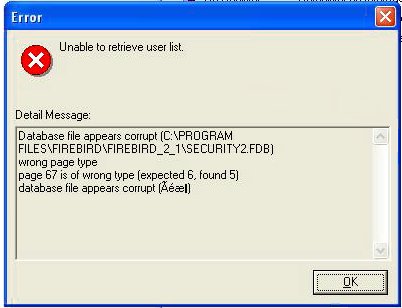 Error
Unable to retrieve user list.
Detail Message:
Database file appears corrupt (C:\PROGRAM
FILES\FIREBIRD\FIREBIRD_2_1\SECURITY2.FDB)
wrong page type
page 67 is of wrong type (expected 6, found 5)
database file appears corrupt
OK